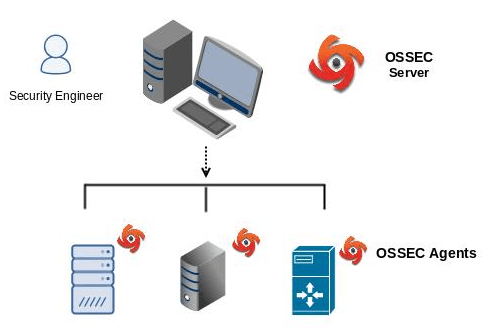 OSSEC
Server
Security Engineer
OSSEC Agents